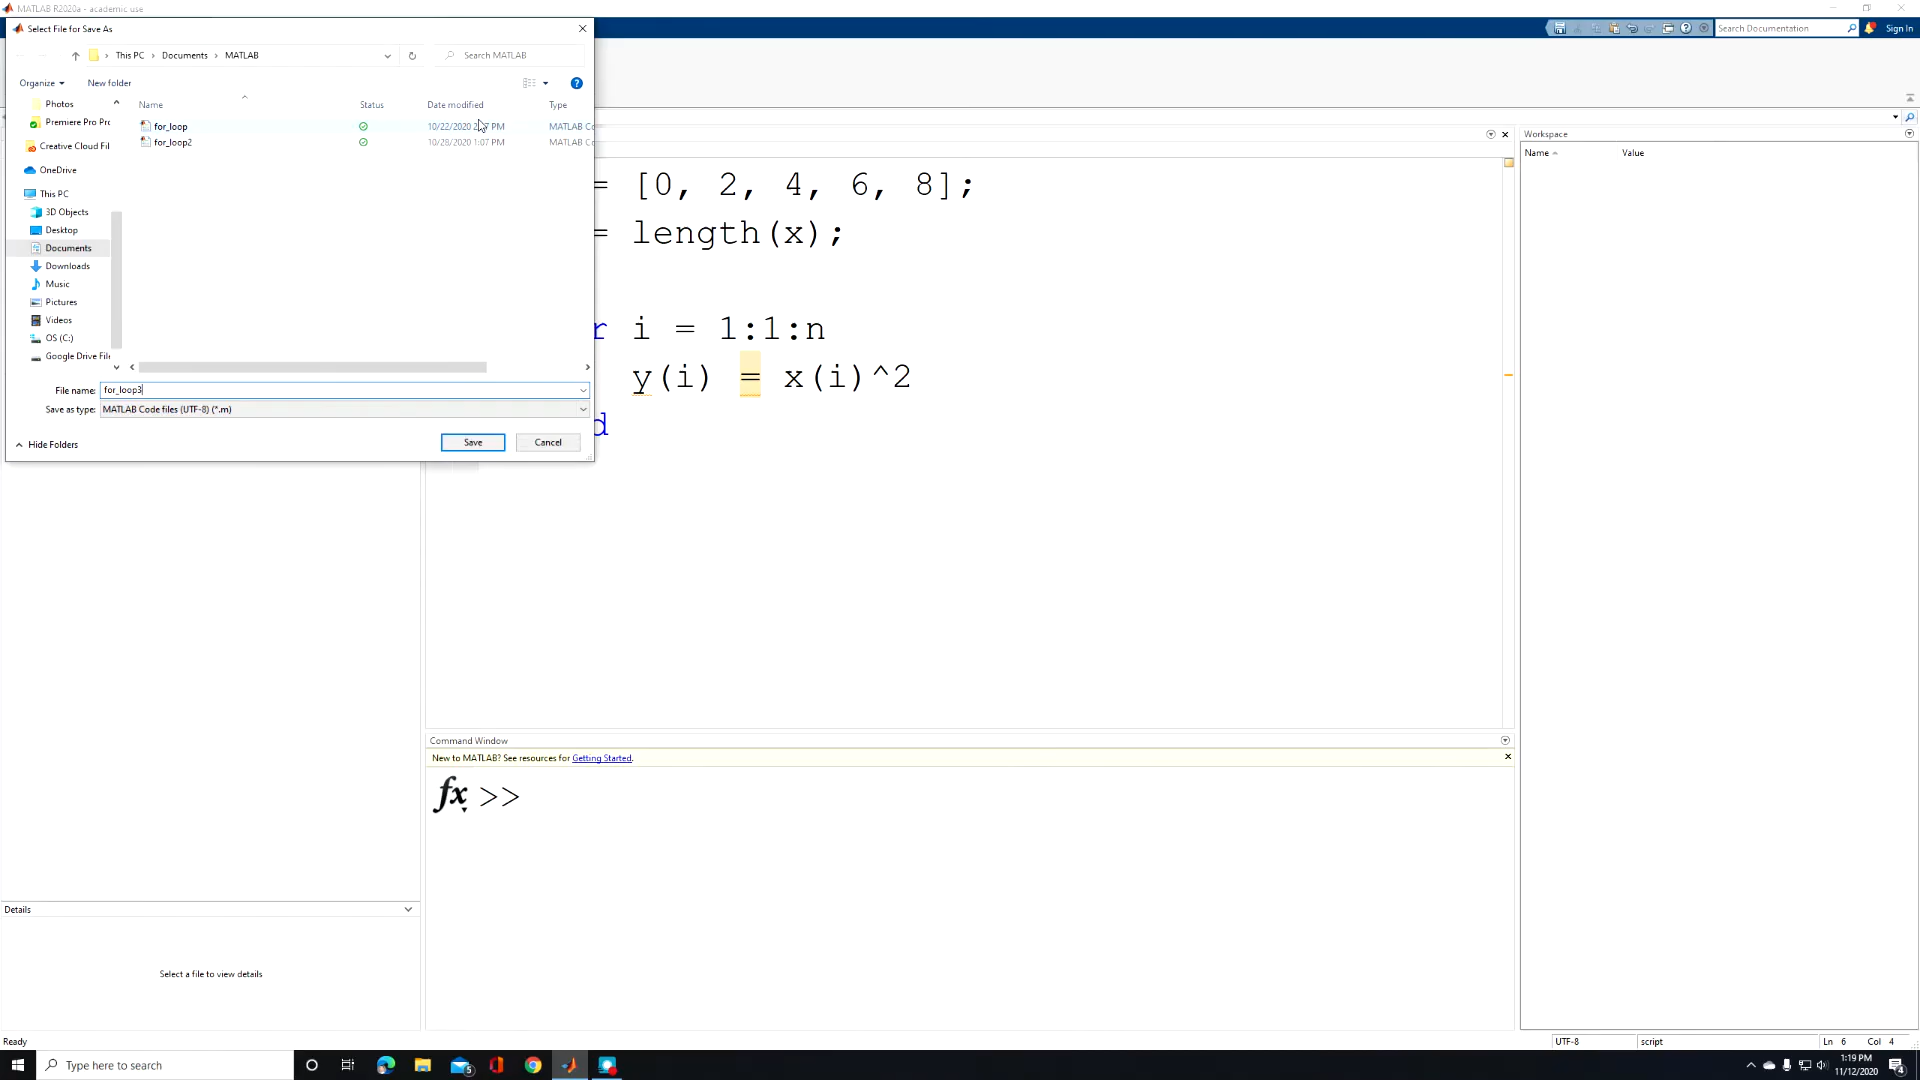 MATLAB R2020a - academic use
Select File for Save As
This PC > Documents > MATLAB
Search MATLAB
Search Documentation
Sign In
Organize
New folder
Name
Status
Date modified
Type
Photos
Premiere Pro Pr
Creative Cloud Fil
OneDrive
This PC
3D Objects
Desktop
Documents
Downloads
Music
Pictures
Videos
OS (C:)
Google Drive File
for_loop
MATLAB Co
for_loop2
10/28/2020 1:07 PM
MATLAB Co
File name: for_loop3
Save as type: MATLAB Code files (UTF-8) (*.m)
Hide Folders
Save
Cancel
= [0, 2, 4, 6, 8];
= length(x);
r i = 1:1:n
y(i) = x(i)^2
d
Workspace
Name
Value
Command Window
New to MATLAB? See resources for Getting Started.
fx >>
Details
Select a file to view details
Ready
UTF-8
script
Ln 6 Col 4
Type here to search
5
1:19 PM
11/12/2020
4